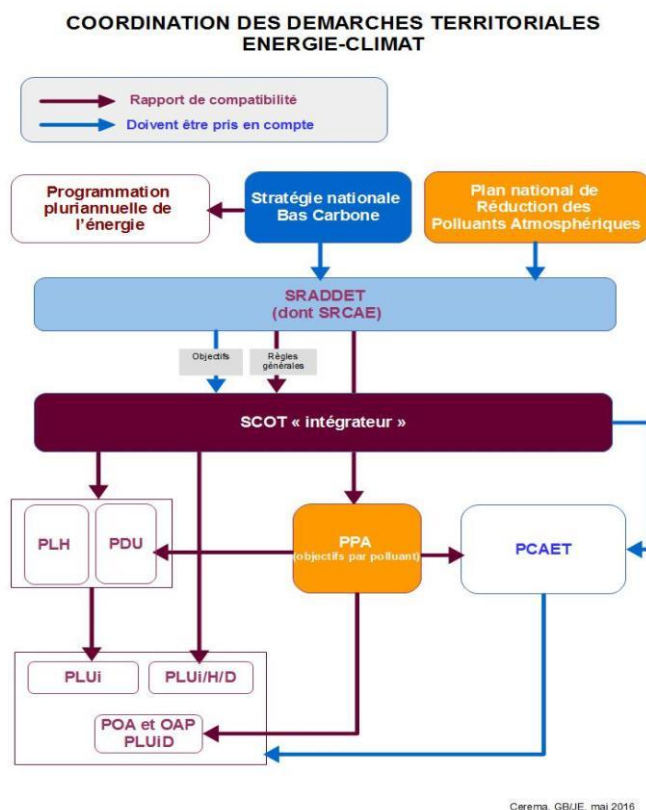 COORDINATION DES DEMARCHES TERRITORIALES
ENERGIE-CLIMAT
Rapport de compatibilité
Doivent être pris en compte
Programmation
pluriannuelle de
l'énergie
Stratégie nationale
Bas Carbone
Plan national de
Réduction des
Polluants Atmosphériques
SRADDET
(dont SRCAE)
Objectifs
Règles
générales
SCOT « intégrateur »
PLH
PDU
PPA
(objectifs par polluant)
PCAET
PLUi
PLUi/H/D
POA et OAP
PLUiD
Cerema, GB/JE, mai 2016